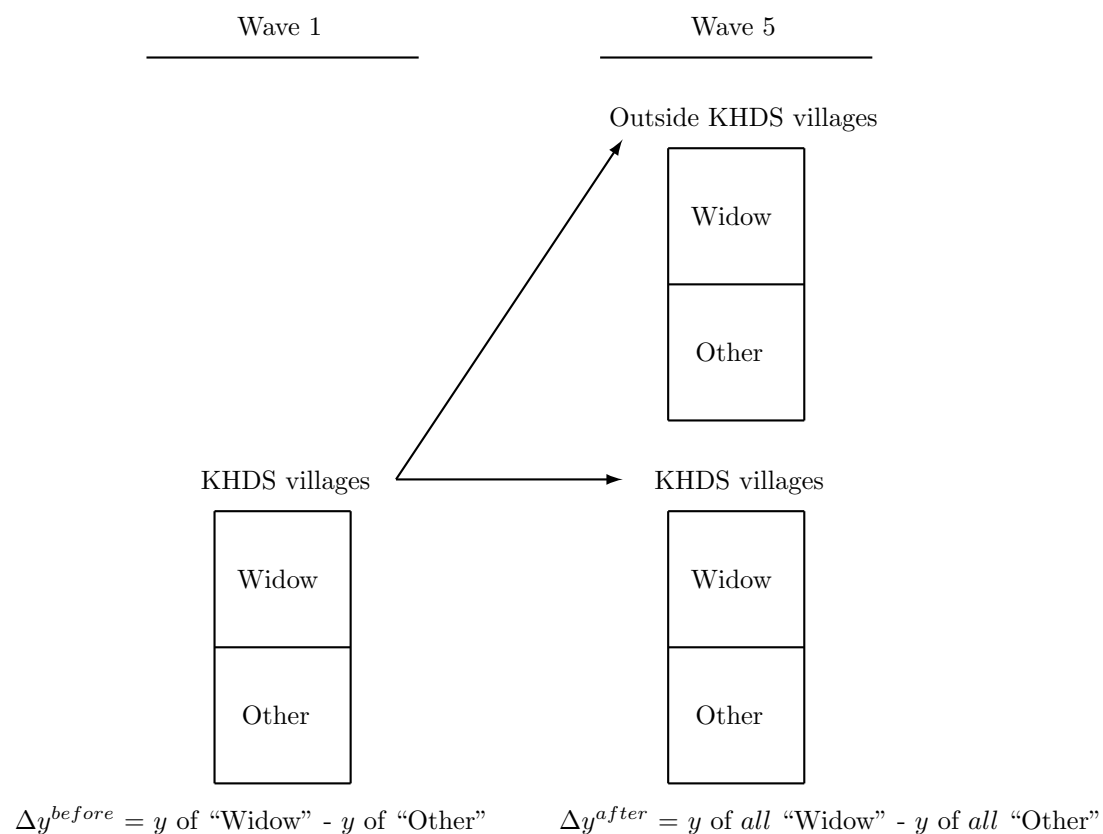 Wave 1
Wave 5
Outside KHDS villages
Widow
Other
KHDS villages
KHDS villages
Widow
Widow
Other
Other
Δy^{before} = y of “Widow” - y of “Other”
Δy^{after} = y of all “Widow” - y of all “Other”